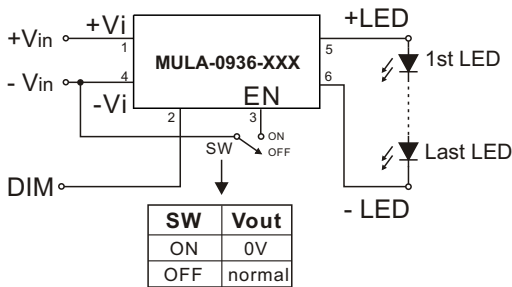 +Vin +Vi +LED
1 5
MULA-0936-XXX 1st LED
- Vin 4 6
-Vi EN
2 3
ON
SW OFF
Last LED
DIM
- LED
SW Vout
ON 0V
OFF normal